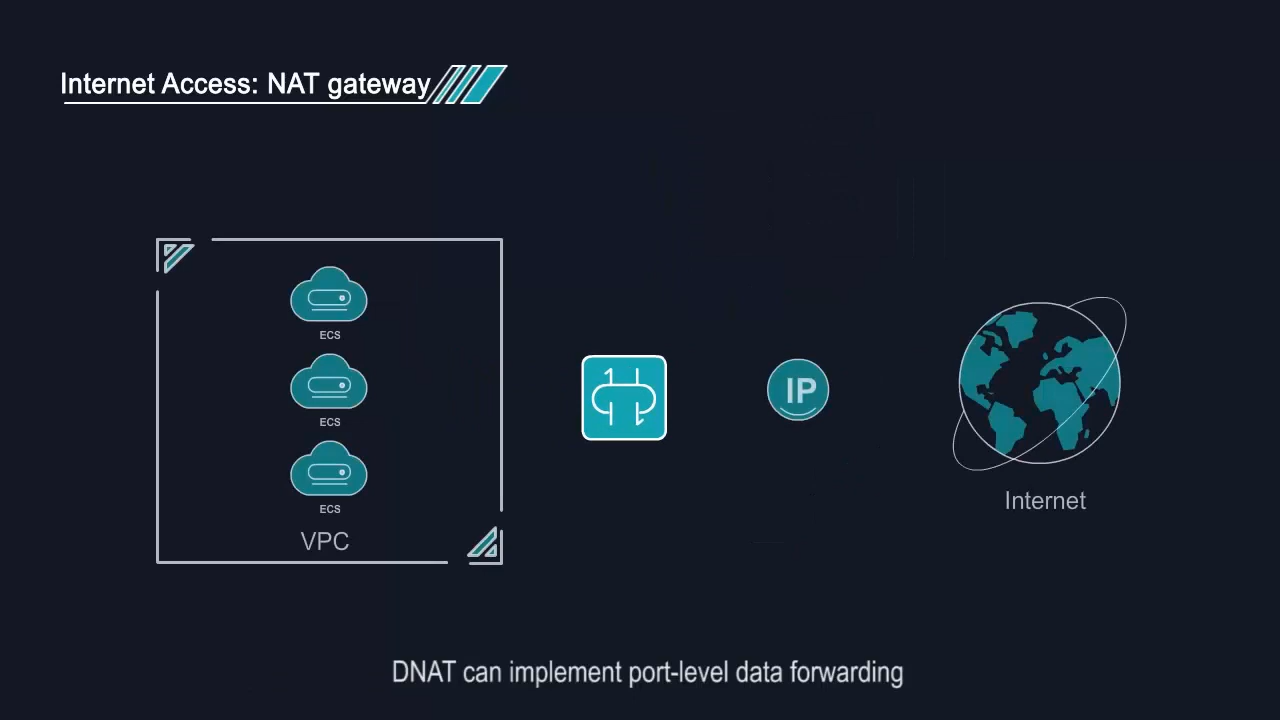 Internet Access: NAT gateway
ECS
ECS
IP
ECS
Internet
VPC
DNAT can implement port-level data forwarding